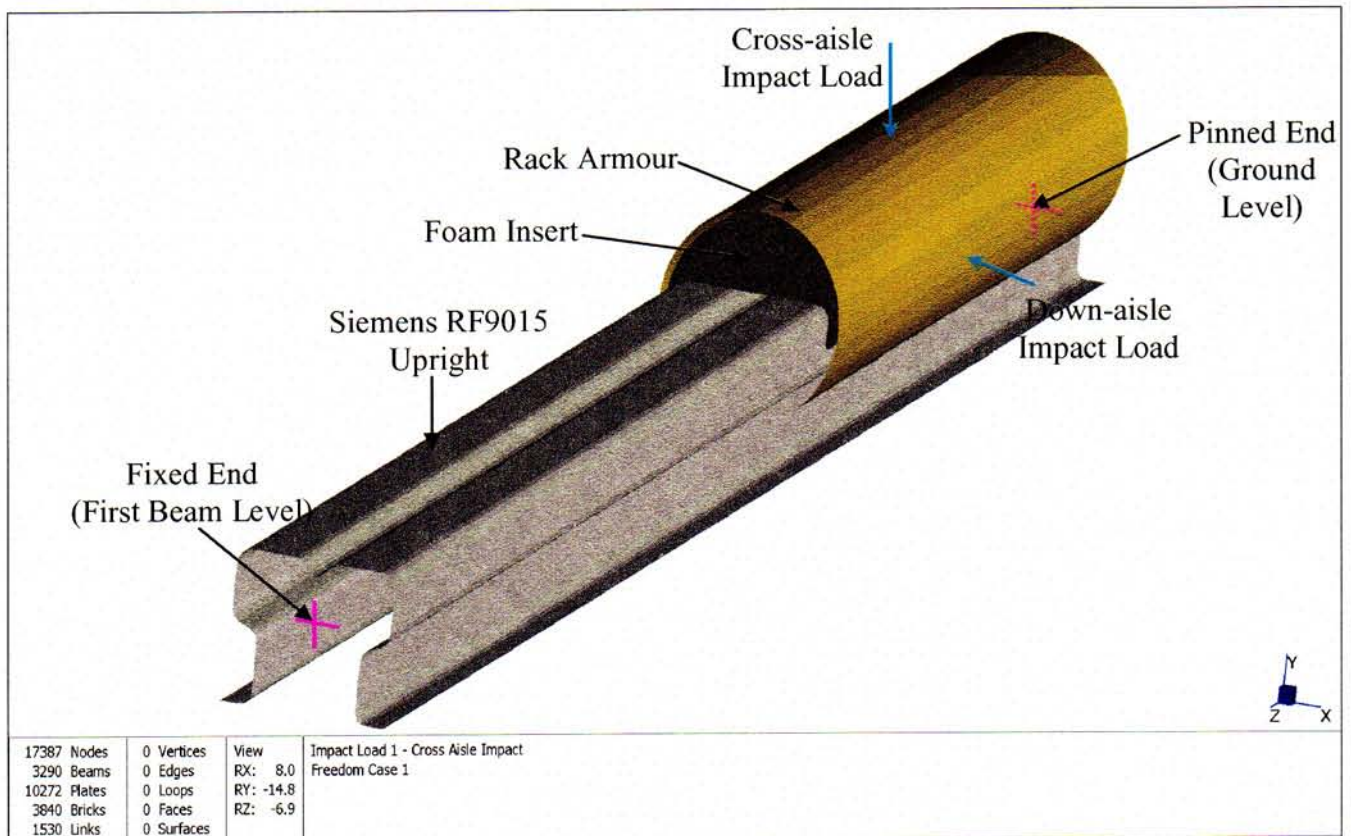 Cross-aisle
Impact Load
Pinned End
(Ground
Level)
Rack Armour
Foam Insert
Siemens RF9015
Upright
Down-aisle
Impact Load
Fixed End
(First Beam Level)
Y
Z X
17387 Nodes 0 Vertices View Impact Load 1 - Cross Aisle Impact
3290 Beams 0 Edges RX: 8.0 Freedom Case 1
10272 Plates 0 Loops RY: -14.8
3840 Bricks 0 Faces RZ: -6.9
1530 Links 0 Surfaces